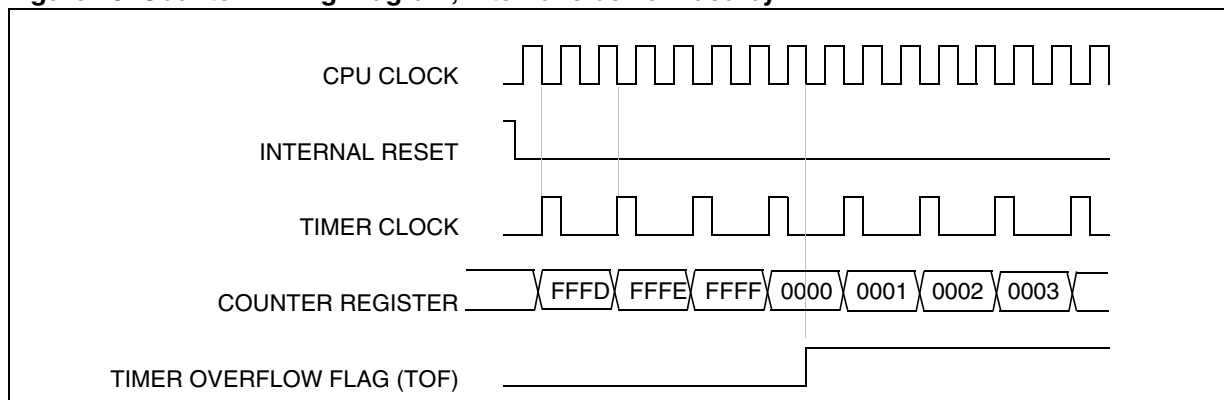 CPU CLOCK
INTERNAL RESET
TIMER CLOCK
COUNTER REGISTER FFFD FFFE FFFF 0000 0001 0002 0003
TIMER OVERFLOW FLAG (TOF)